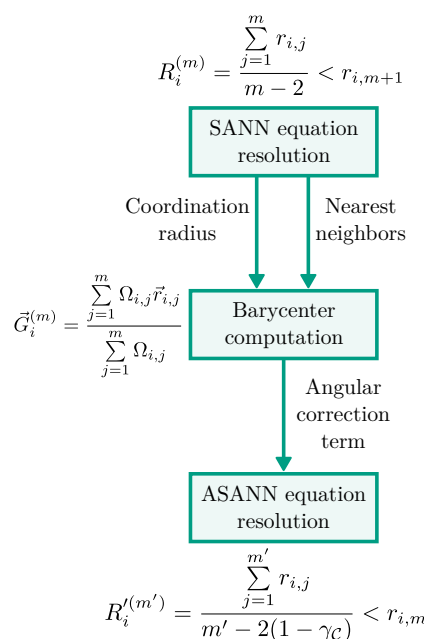 R_i^{(m)} = \frac{\sum_{j=1}^{m} r_{i,j}}{m-2} < r_{i,m+1}
SANN equation
resolution
Coordination
radius
Nearest
neighbors
\vec{G}_i^{(m)} = \frac{\sum_{j=1}^{m} \Omega_{i,j} \vec{r}_{i,j}}{\sum_{j=1}^{m} \Omega_{i,j}}
Barycenter
computation
Angular
correction
term
ASANN equation
resolution
R_i'^{(m')} = \frac{\sum_{j=1}^{m'} r_{i,j}}{m'-2(1-\gamma_{\mathcal{C}})} < r_{i,m